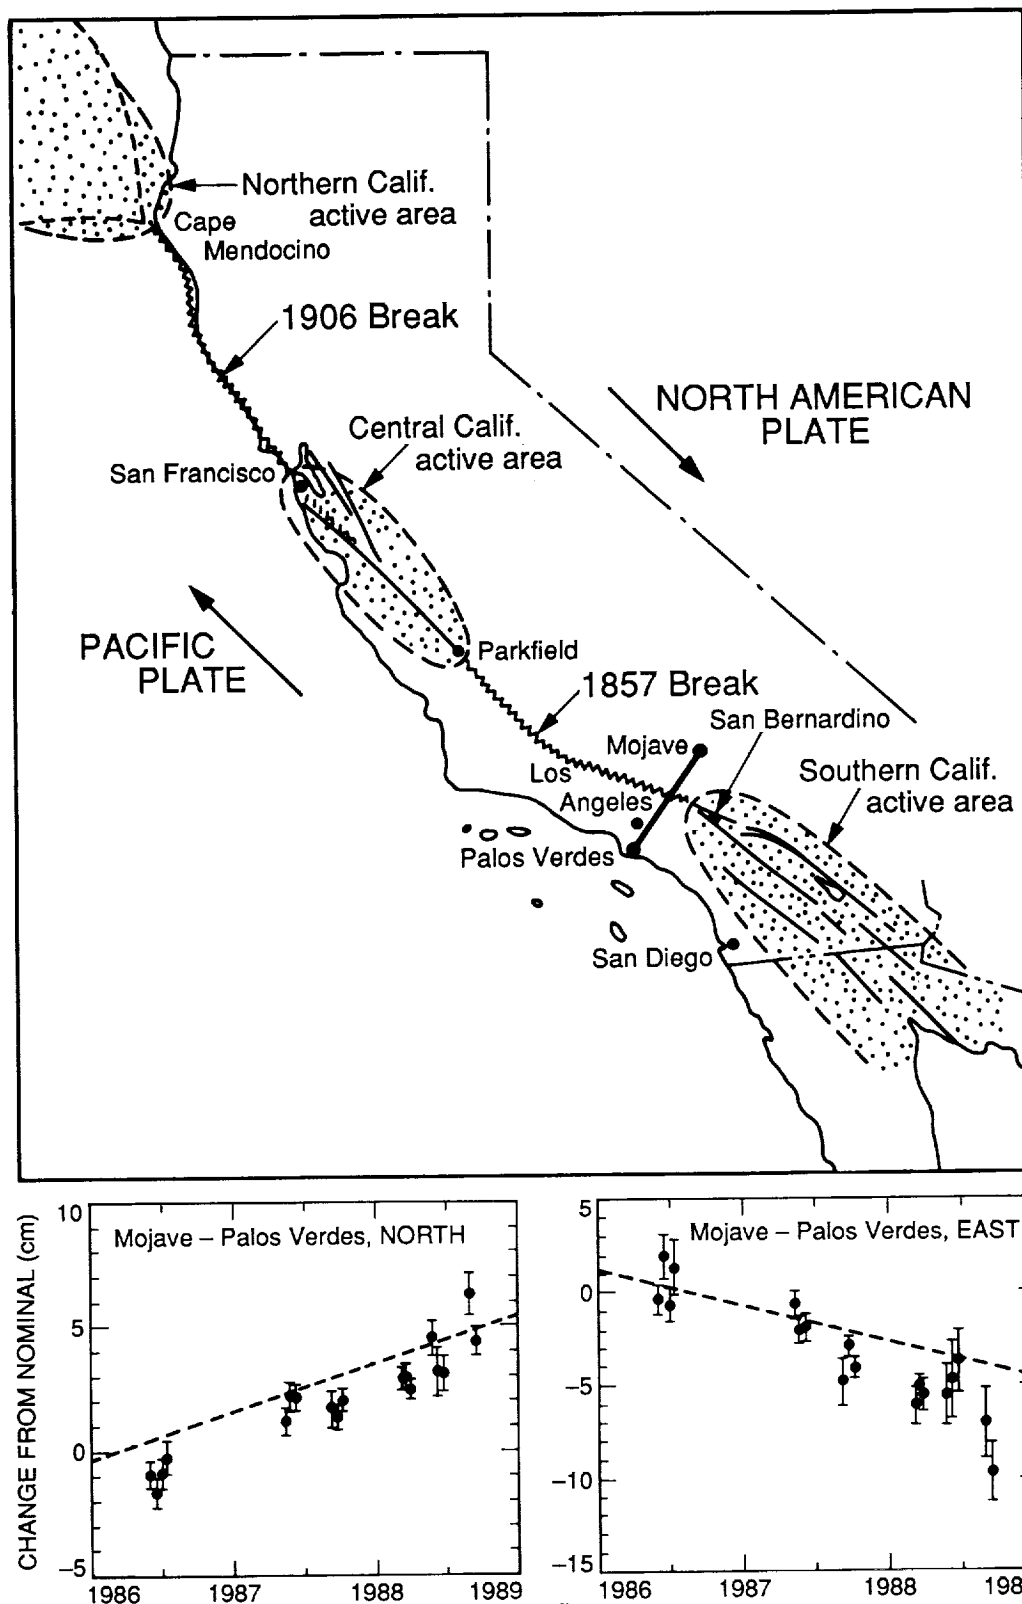 Northern Calif.
active area
Cape
Mendocino
1906 Break
NORTH AMERICAN
PLATE
Central Calif.
active area
San Francisco
PACIFIC
PLATE
Parkfield
1857 Break
San Bernardino
Mojave
Los
Angeles
Southern Calif.
active area
Palos Verdes
San Diego
CHANGE FROM NOMINAL (cm)
10
5
0
−5
Mojave – Palos Verdes, NORTH
1986
1987
1988
1989
5
0
−5
−10
−15
Mojave – Palos Verdes, EAST
1986
1987
1988
198